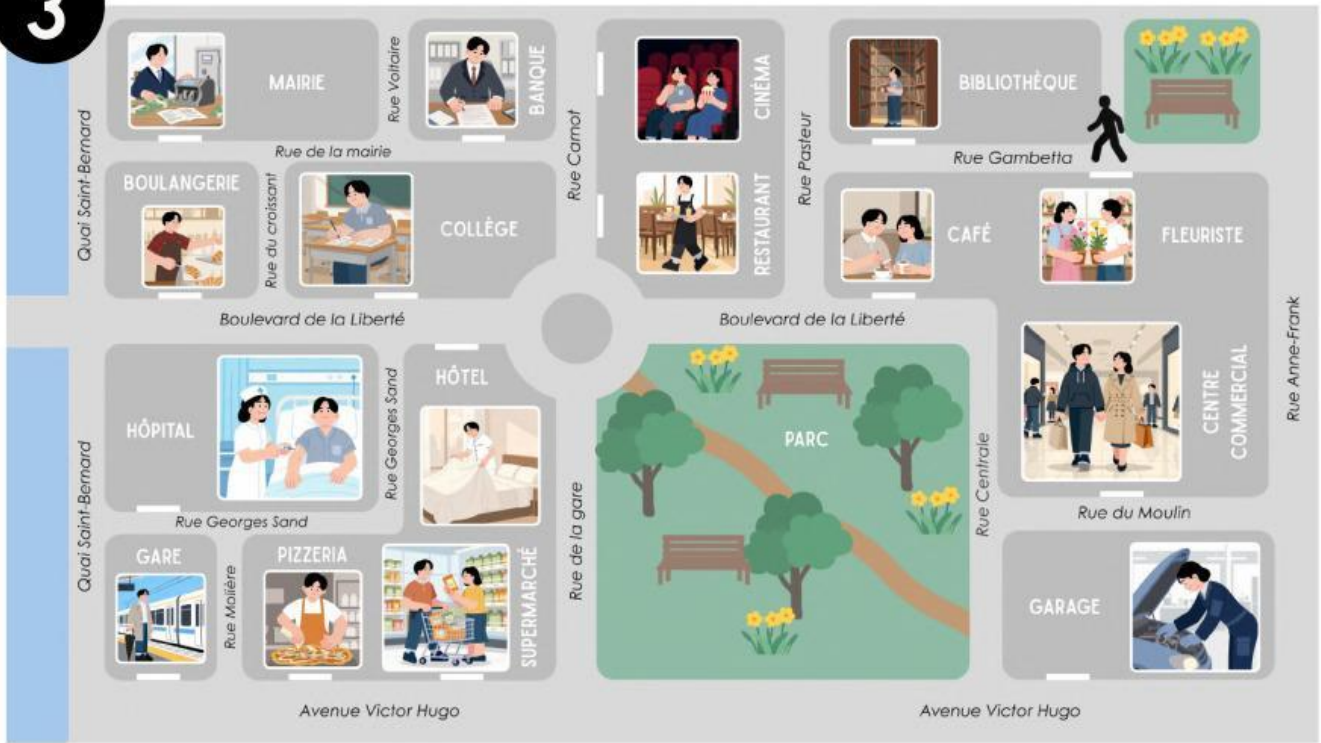 3
MAIRIE
Rue Voltaire
BANQUE
Rue Carnot
CINÉMA
Rue Pasteur
BIBLIOTHÈQUE
Quai Saint-Bernard
Rue de la mairie
Rue Gambetta
BOULANGERIE
Rue du croissant
COLLÈGE
RESTAURANT
CAFÉ
FLEURISTE
Boulevard de la Liberté
Boulevard de la Liberté
Rue Anne-Frank
HÔPITAL
Rue Georges Sand
HÔTEL
PARC
CENTRE
COMMERCIAL
Quai Saint-Bernard
Rue Georges Sand
Rue de la gare
Rue Centrale
Rue du Moulin
GARE
Rue Molière
PIZZERIA
SUPERMARCHÉ
GARAGE
Avenue Victor Hugo
Avenue Victor Hugo